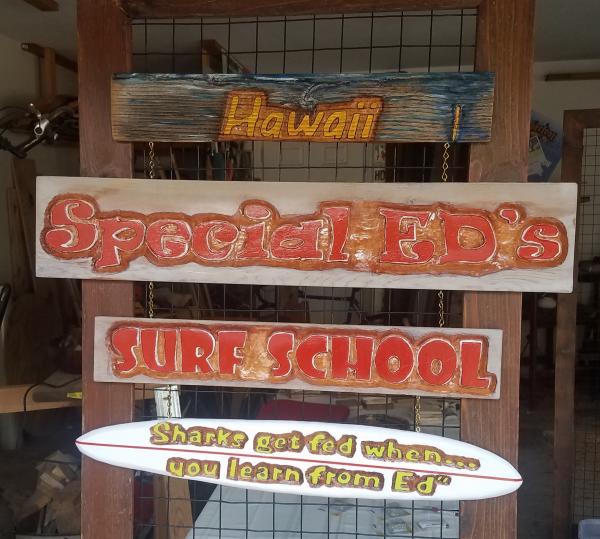 Hawaii
Special ED's
SURF SCHOOL
Sharks get fed when...
you learn from Ed"